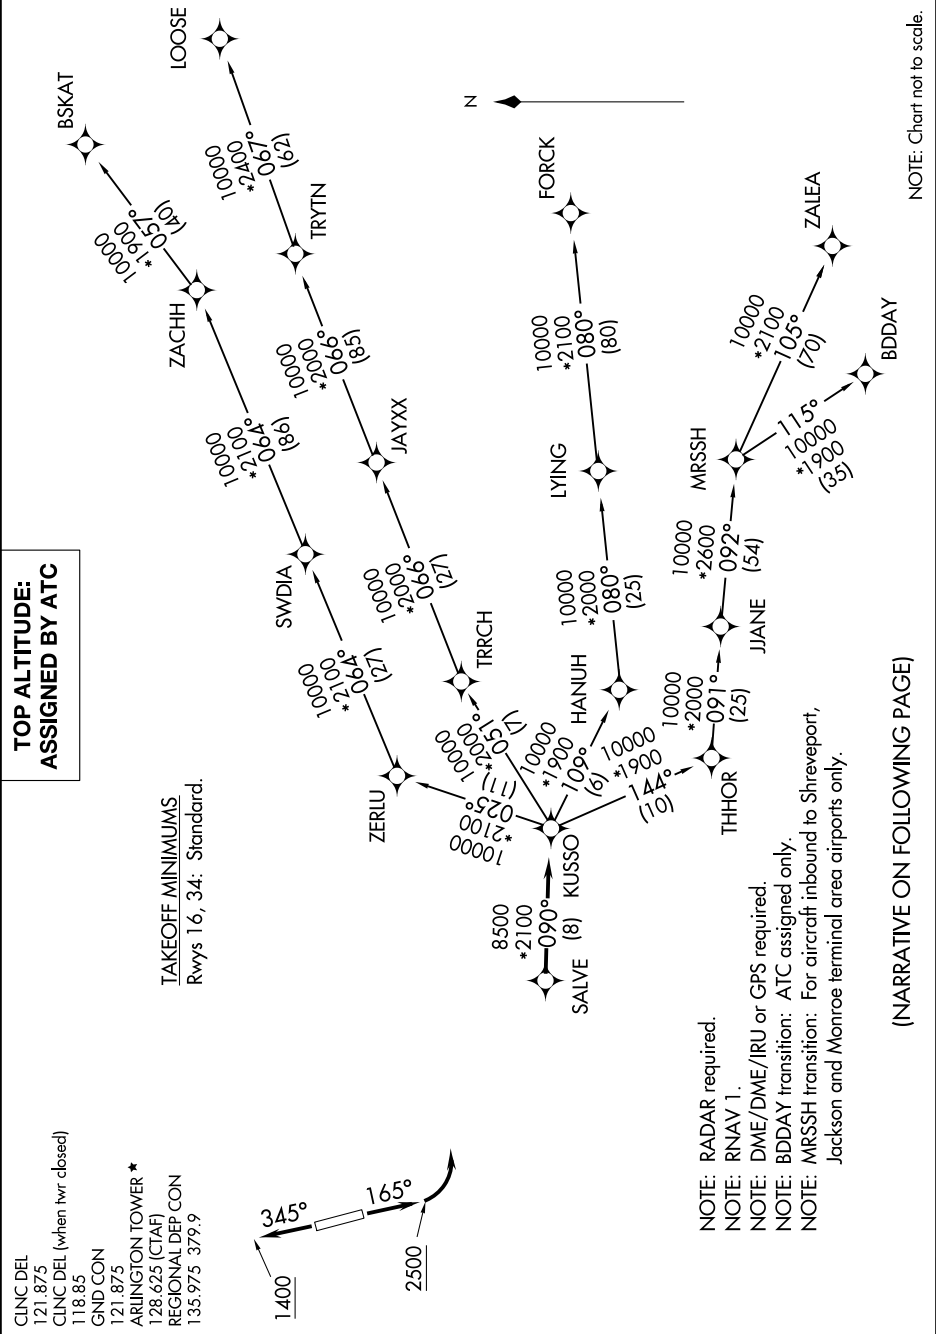 CLNC DEL
121.875
CLNC DEL (when twr closed)
118.85
GND CON
121.875
ARLINGTON TOWER ★
128.625 (CTAF)
REGIONAL DEP CON
135.975 379.9
TOP ALTITUDE:
ASSIGNED BY ATC
TAKEOFF MINIMUMS
Rwys 16, 34: Standard.
345°
165°
1400
2500
SALVE
8500
*2100
090°
(8)
KUSSO
10000
*2100
025°
(11)
ZERLU
10000
*2100
064°
(27)
SWDIA
10000
*2100
064°
(86)
ZACHH
10000
*1900
057°
(40)
BSKAT
10000
*2000
051°
(7)
TRRCH
10000
*2000
066°
(27)
JAYXX
10000
*2000
066°
(85)
TRYTN
10000
*2400
067°
(62)
LOOSE
10000
*1900
109°
(6)
HANUH
10000
*2000
080°
(25)
LYING
10000
*2100
080°
(80)
FORCK
10000
*1900
144°
(10)
THHOR
10000
*2000
091°
(25)
JJANE
10000
*2600
092°
(54)
MRSSH
10000
*2100
105°
(70)
ZALEA
115°
10000
*1900
(35)
BDDAY
N
NOTE: RADAR required.
NOTE: RNAV 1.
NOTE: DME/DME/IRU or GPS required.
NOTE: BDDAY transition: ATC assigned only.
NOTE: MRSSH transition: For aircraft inbound to Shreveport,
Jackson and Monroe terminal area airports only.
(NARRATIVE ON FOLLOWING PAGE)
NOTE: Chart not to scale.